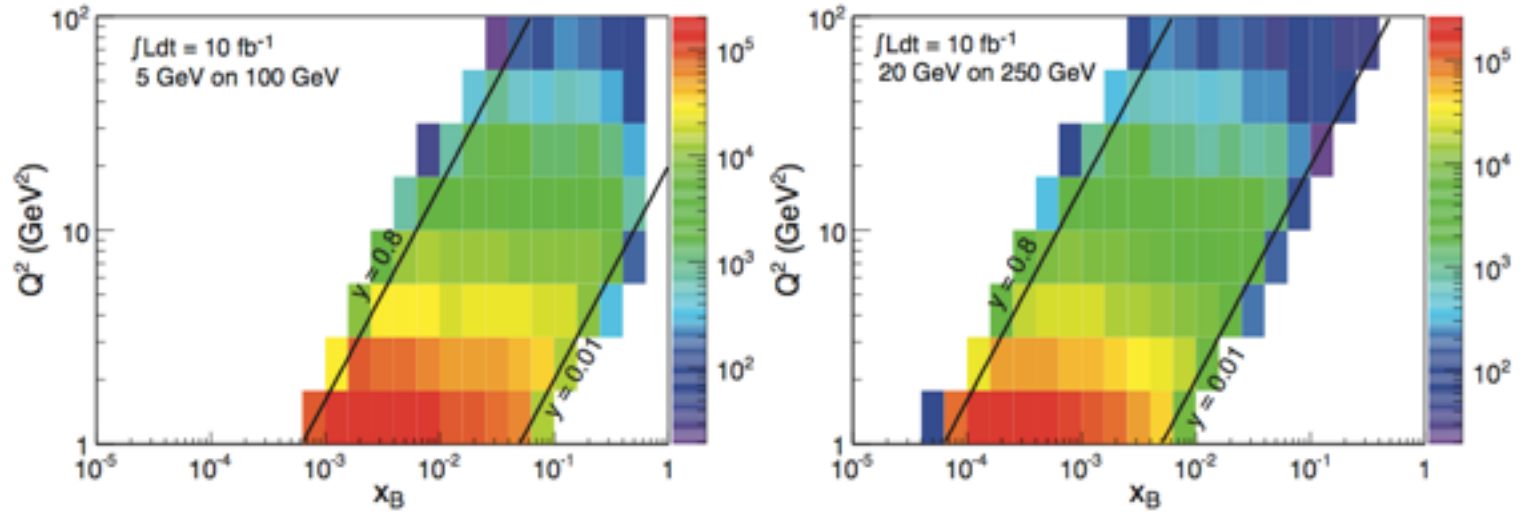 ∫Ldt = 10 fb⁻¹
5 GeV on 100 GeV
Q² (GeV²)
10²
10
1
y = 0.8
y = 0.01
10⁻⁵
10⁻⁴
10⁻³
10⁻²
10⁻¹
1
x_B
10⁵
10⁴
10³
10²
∫Ldt = 10 fb⁻¹
20 GeV on 250 GeV
Q² (GeV²)
10²
10
1
y = 0.8
y = 0.01
10⁻⁵
10⁻⁴
10⁻³
10⁻²
10⁻¹
1
x_B
10⁵
10⁴
10³
10²